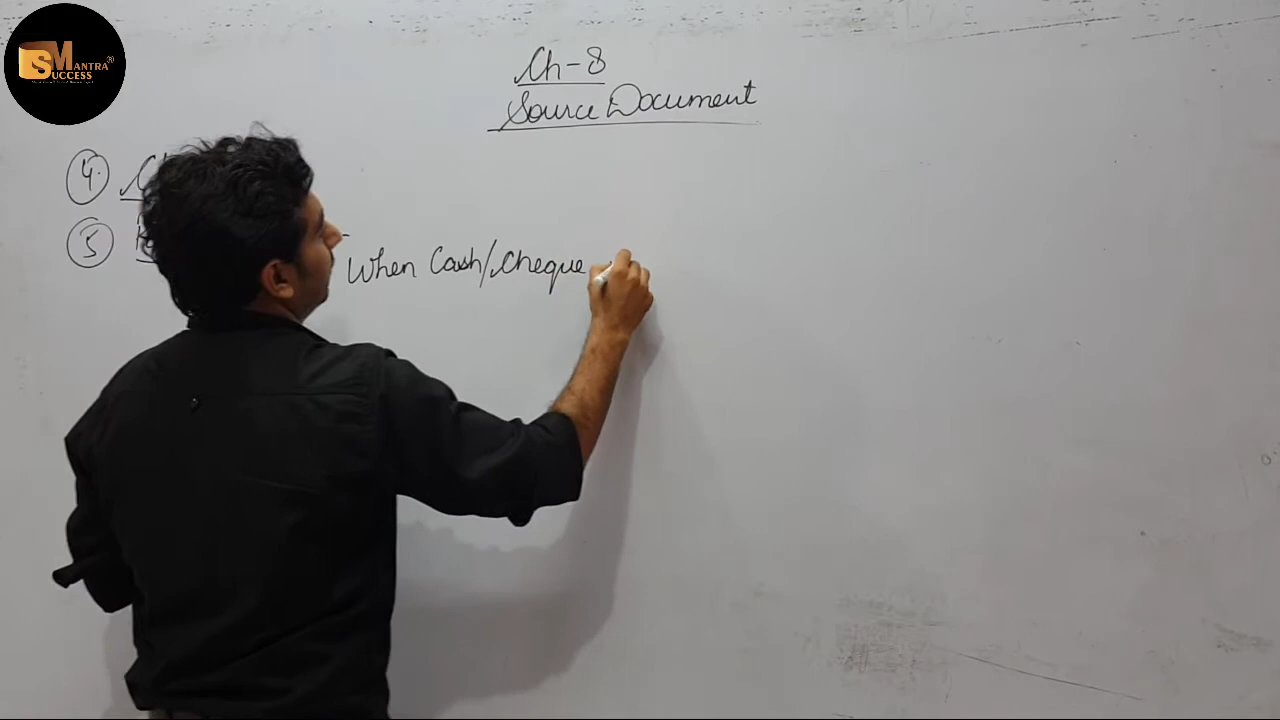 MANTRA®
SUCCESS
Ch-8
Source Document
4.
5
When Cash/Cheque